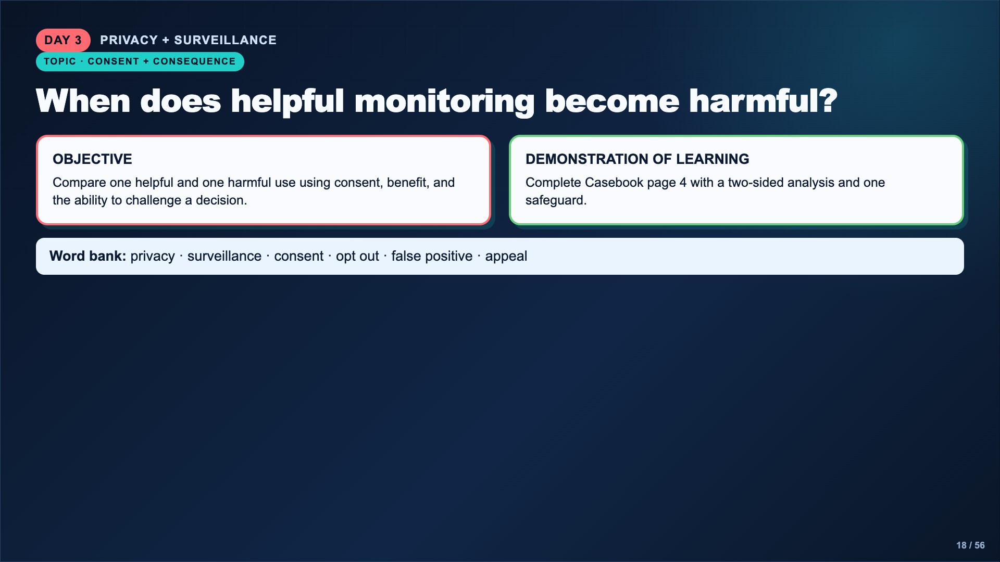 DAY 3 PRIVACY + SURVEILLANCE
TOPIC · CONSENT + CONSEQUENCE
When does helpful monitoring become harmful?
OBJECTIVE
Compare one helpful and one harmful use using consent, benefit, and
the ability to challenge a decision.
DEMONSTRATION OF LEARNING
Complete Casebook page 4 with a two-sided analysis and one
safeguard.
Word bank: privacy · surveillance · consent · opt out · false positive · appeal
18 / 56